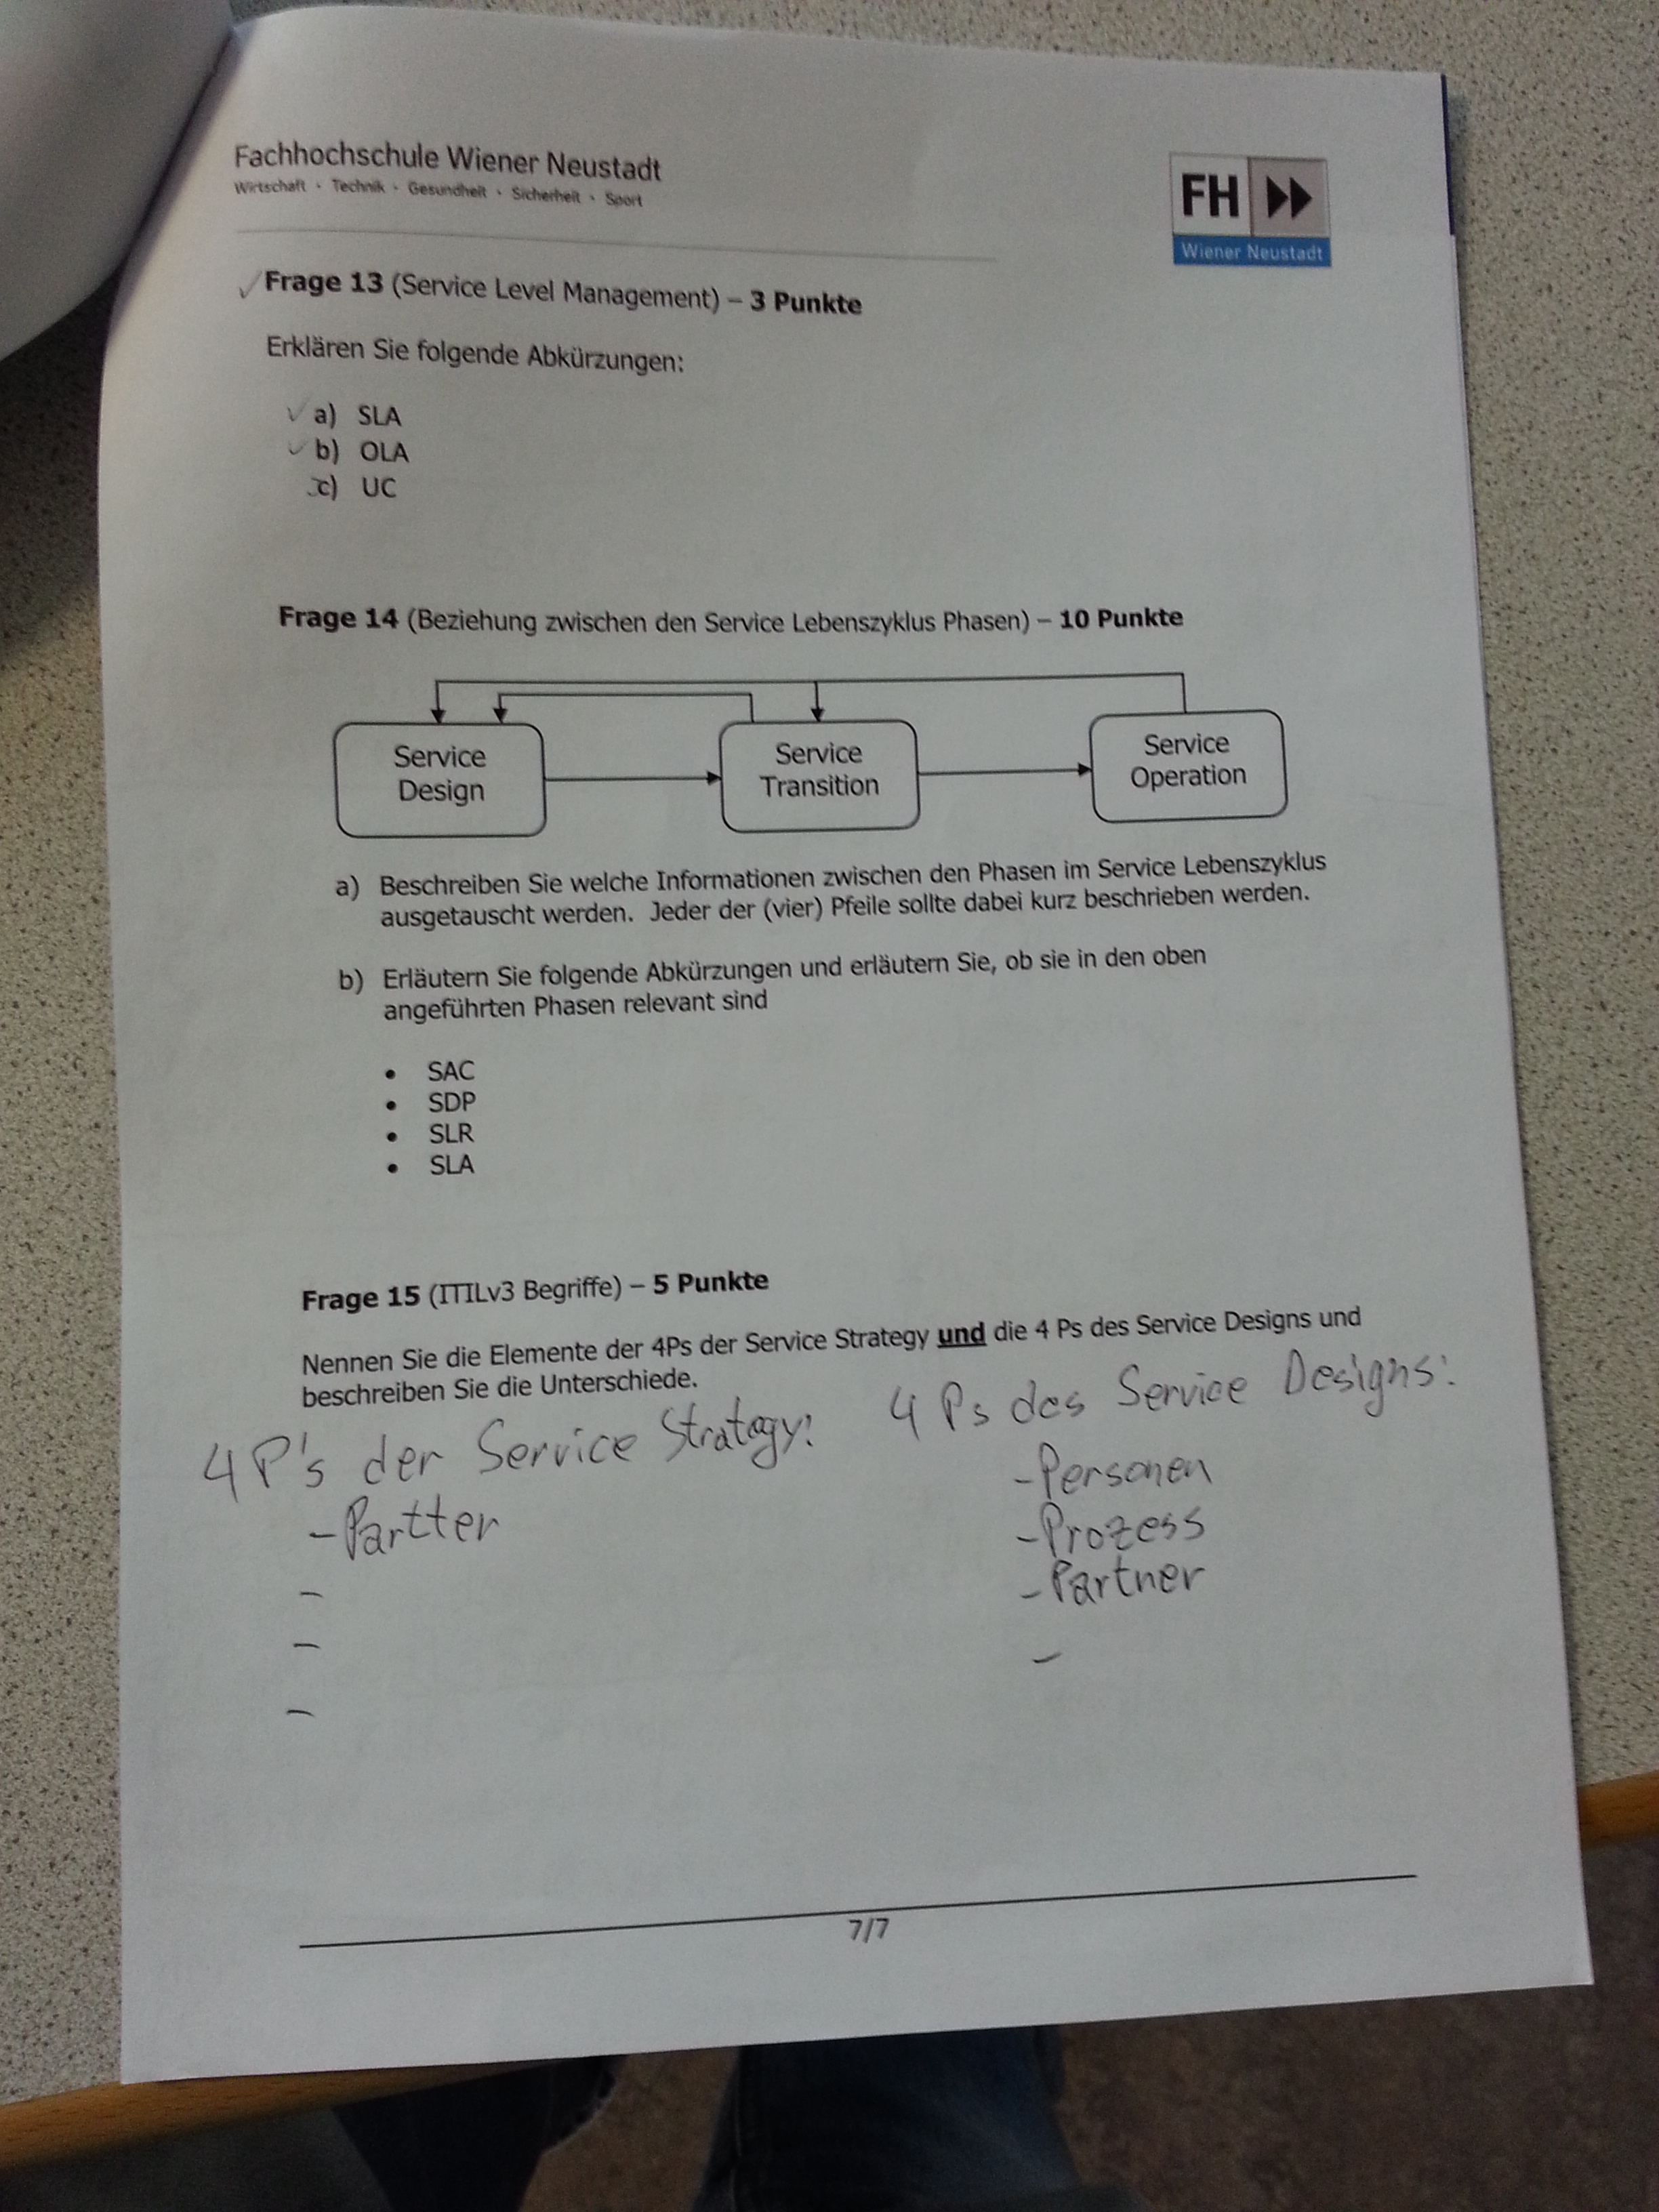 Fachhochschule Wiener Neustadt
Wirtschaft · Technik · Gesundheit · Sicherheit · Sport
FH
Wiener Neustadt
Frage 13 (Service Level Management) – 3 Punkte
Erklären Sie folgende Abkürzungen:
a) SLA
b) OLA
c) UC
Frage 14 (Beziehung zwischen den Service Lebenszyklus Phasen) – 10 Punkte
Service
Design
Service
Transition
Service
Operation
a) Beschreiben Sie welche Informationen zwischen den Phasen im Service Lebenszyklus
ausgetauscht werden. Jeder der (vier) Pfeile sollte dabei kurz beschrieben werden.
b) Erläutern Sie folgende Abkürzungen und erläutern Sie, ob sie in den oben
angeführten Phasen relevant sind
• SAC
• SDP
• SLR
• SLA
Frage 15 (ITILv3 Begriffe) – 5 Punkte
Nennen Sie die Elemente der 4Ps der Service Strategy und die 4 Ps des Service Designs und
beschreiben Sie die Unterschiede.
4P's der Service Stratogy:
- Partter
-
-
-
4 Ps des Service Designs:
- Personen
- Prozess
- Partner
-
7/7